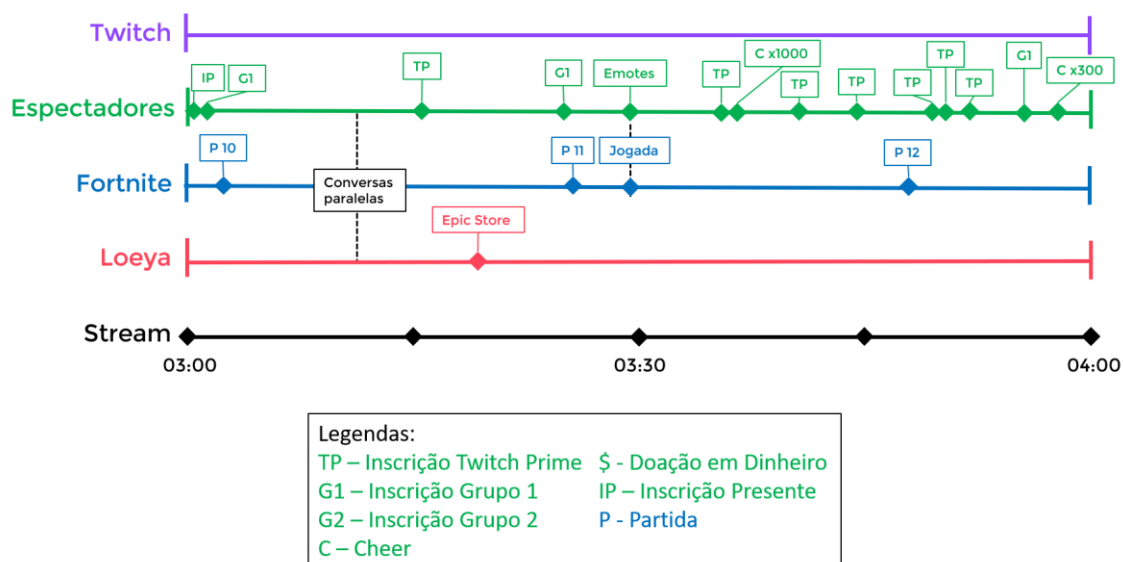 Twitch
IP
G1
TP
G1
Emotes
TP
C x1000
TP
TP
TP
TP
TP
G1
C x300
Espectadores
P 10
P 11
Jogada
P 12
Fortnite
Conversas
paralelas
Epic Store
Loeya
Stream
03:00
03:30
04:00
Legendas:
TP – Inscrição Twitch Prime
$ - Doação em Dinheiro
G1 – Inscrição Grupo 1
IP – Inscrição Presente
G2 – Inscrição Grupo 2
P - Partida
C – Cheer